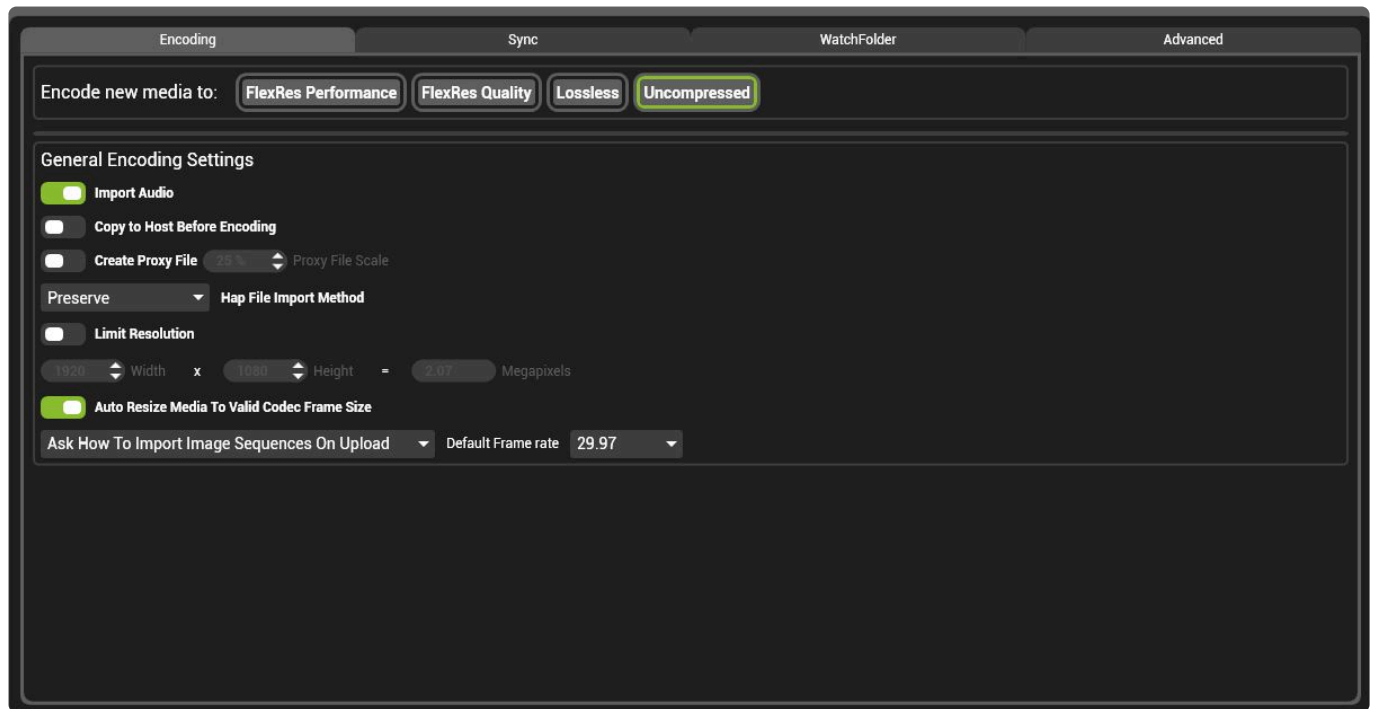 Encoding Sync WatchFolder Advanced
Encode new media to: FlexRes Performance FlexRes Quality Lossless Uncompressed
General Encoding Settings
Import Audio
Copy to Host Before Encoding
Create Proxy File 25 % Proxy File Scale
Preserve Hap File Import Method
Limit Resolution
1920 Width x 1080 Height = 2.07 Megapixels
Auto Resize Media To Valid Codec Frame Size
Ask How To Import Image Sequences On Upload Default Frame rate 29.97